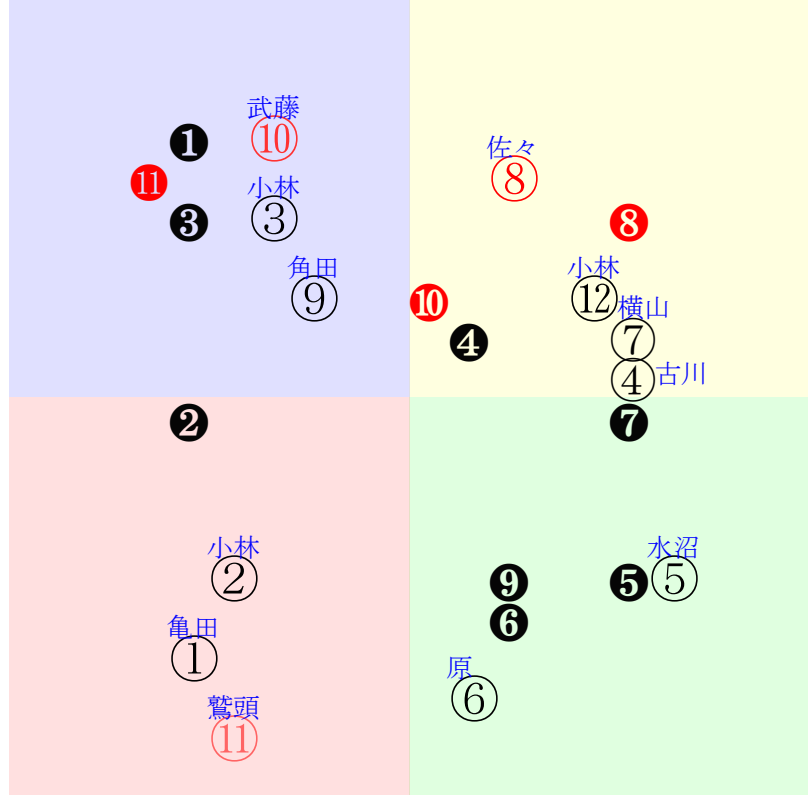 武藤
❶ ⑩
⓫
小林
❸ ③
角田
⑨
佐々
⑧
❽
小林
❿ ⑫
横山
❹ ⑦
④ 古川
❷
❼
小林
②
亀田
①
鷲頭
⑪
水沼
❾ ❺ ⑤
❻
原
⑥